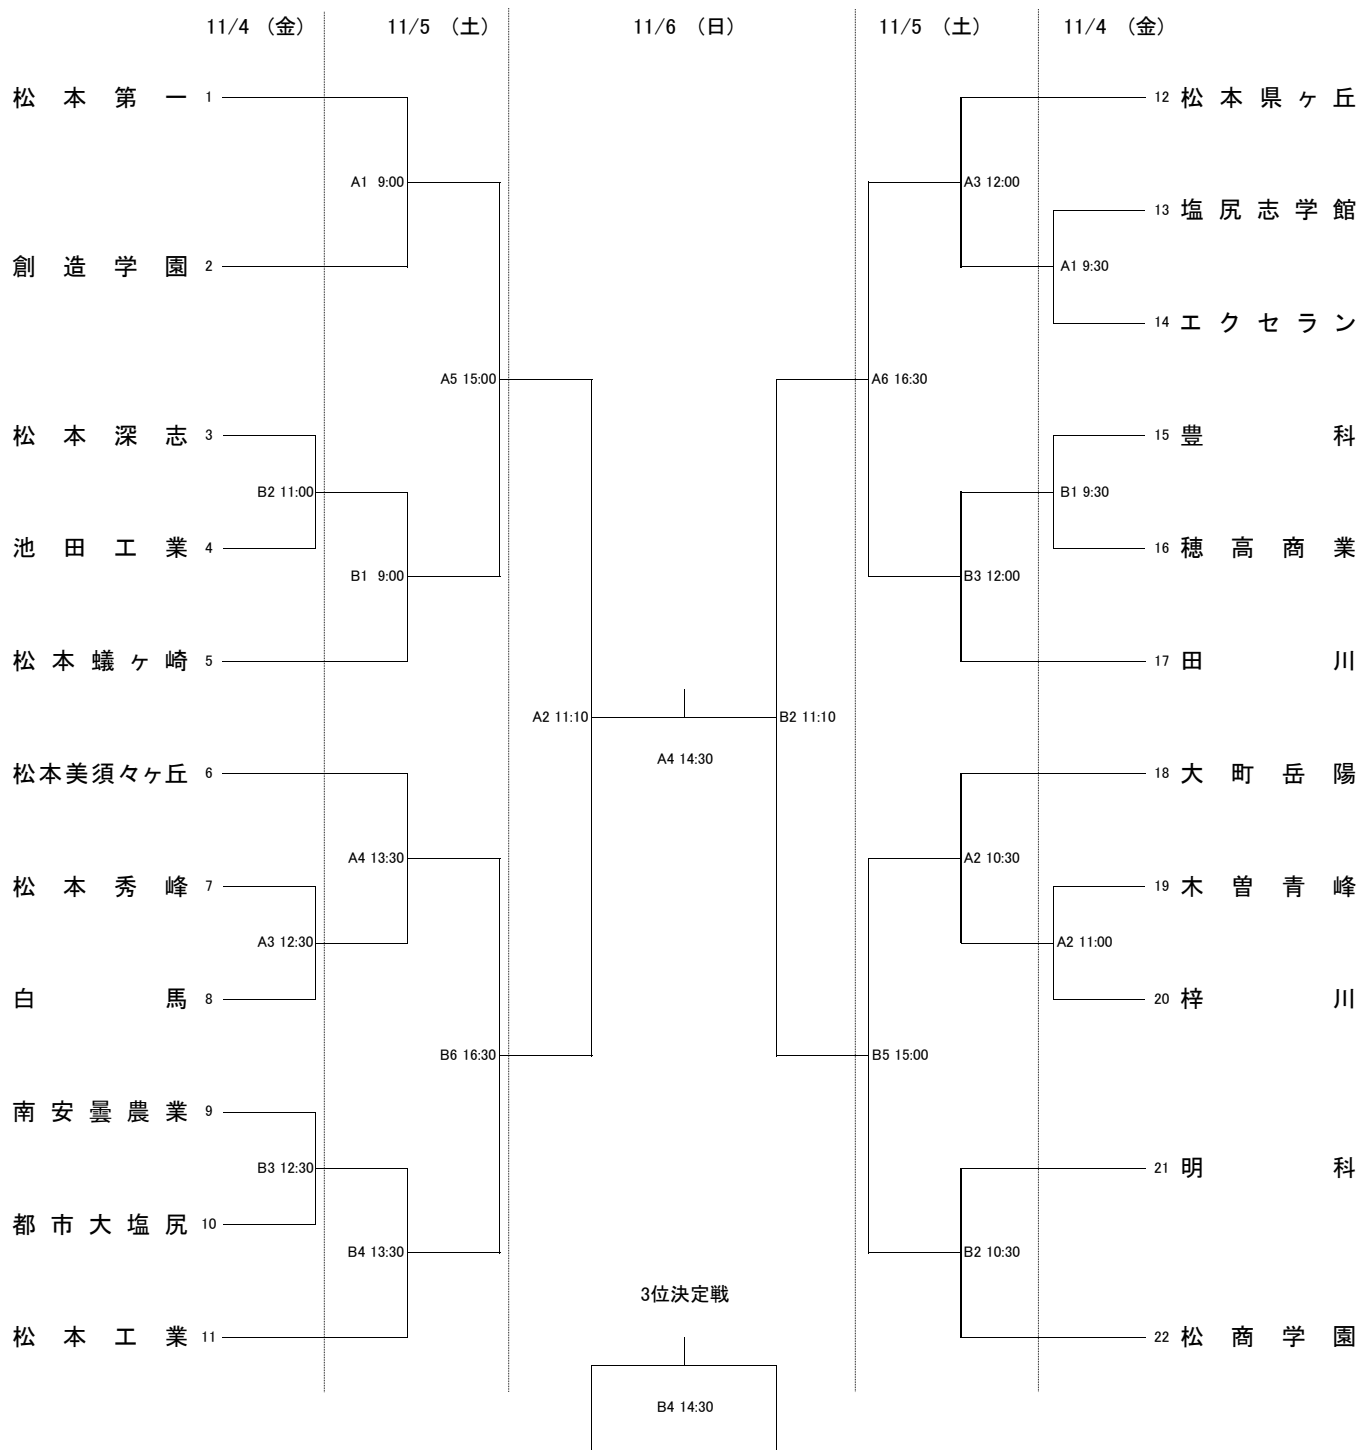 11/4 （金） 11/5 （土） 11/6 （日） 11/5 （土） 11/4 （金）
松本第一 1 12 松本県ヶ丘
A1 9:00 A3 12:00
13 塩尻志学館
創造学園 2 A1 9:30
14 エクセラン
A5 15:00 A6 16:30
松本深志 3 15 豊科
B2 11:00 B1 9:30
池田工業 4 16 穂高商業
B1 9:00 B3 12:00
松本蟻ヶ崎 5 17 田川
A2 11:10 B2 11:10
A4 14:30
松本美須々ヶ丘 6 18 大町岳陽
A4 13:30 A2 10:30
松本秀峰 7 19 木曽青峰
A3 12:30 A2 11:00
白馬 8 20 梓川
B6 16:30 B5 15:00
南安曇農業 9
B3 12:30 21 明科
都市大塩尻 10
B4 13:30 B2 10:30
3位決定戦
松本工業 11 22 松商学園
B4 14:30